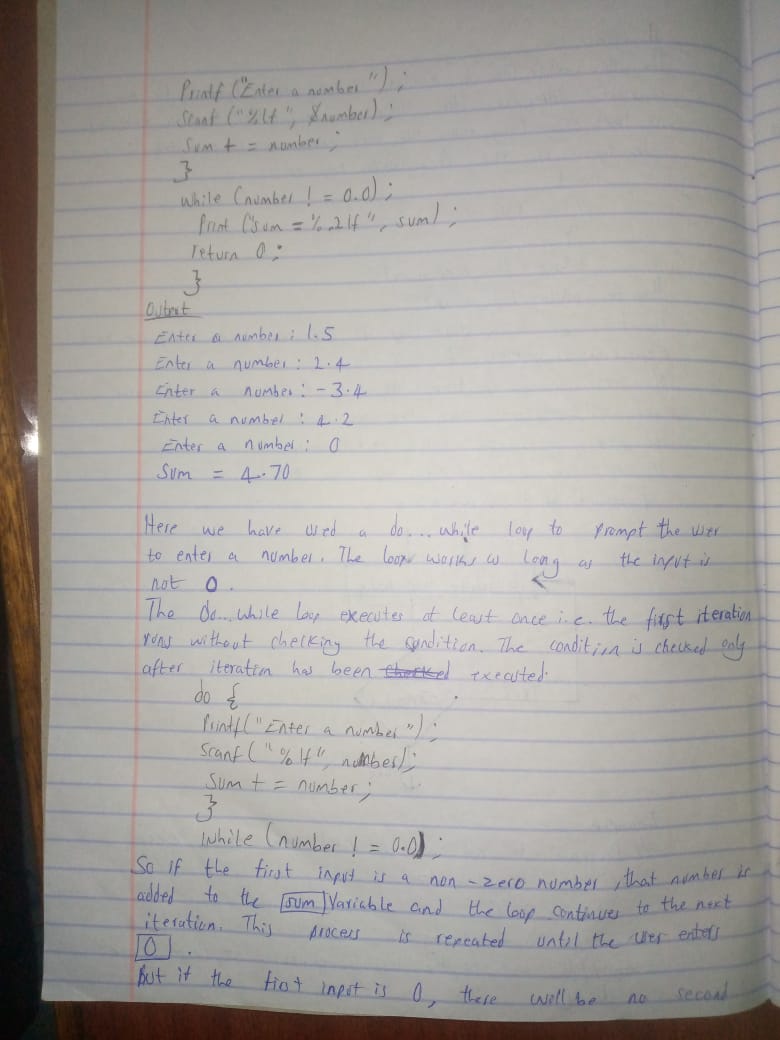 Printf ("Enter a number ");
Scanf ("%lf", &number);
Sum + = number;
}
while (number ! = 0.0);
Print ("Sum = %.2lf", sum);
return 0;
}
Output
Enter a number : 1.5
Enter a number : 2.4
Enter a number : -3.4
Enter a number : 4.2
Enter a number : 0
Sum = 4.70
Here we have used a do... while loop to prompt the user
to enter a number. The loop works as long as the input is
not 0.
The do... while loop executes at least once i.e. the first iteration
runs without checking the condition. The condition is checked only
after iteration has been checked executed.
do {
Printf("Enter a number");
Scanf ("%lf", number);
Sum + = number;
}
While (number ! = 0.0);
So if the first input is a non-zero number, that number is
added to the sum Variable and the loop continues to the next
iteration. This process is repeated until the user enters
0.
But if the first input is 0, there will be no second